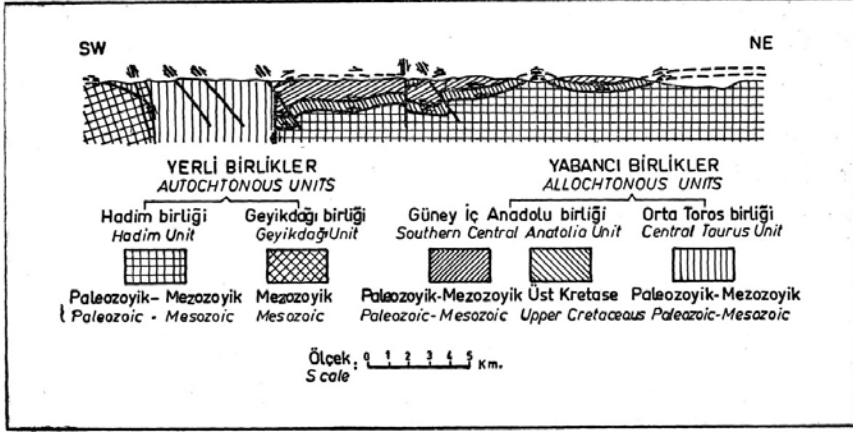 SW NE
YERLİ BİRLİKLER YABANCI BİRLİKLER
AUTOCHTONOUS UNITS ALLOCHTONOUS UNITS
Hadim birliği Geyikdağı birliği Güney İç Anadolu birliği Orta Toros birliği
Hadim Unit Geyikdağı Unit Southern Central Anatolia Unit Central Taurus Unit
Paleozoyik- Mezozoyik Mezozoyik Paleozoyik-Mezozoyik Üst Kretase Paleozoyik-Mezozoyik
Paleozoic - Mesozoic Mesozoic Paleozoic-Mesozoic Upper Cretaceous Paleozoic-Mesozoic
Ölçek: 0 1 2 3 4 5 Km.
Scale